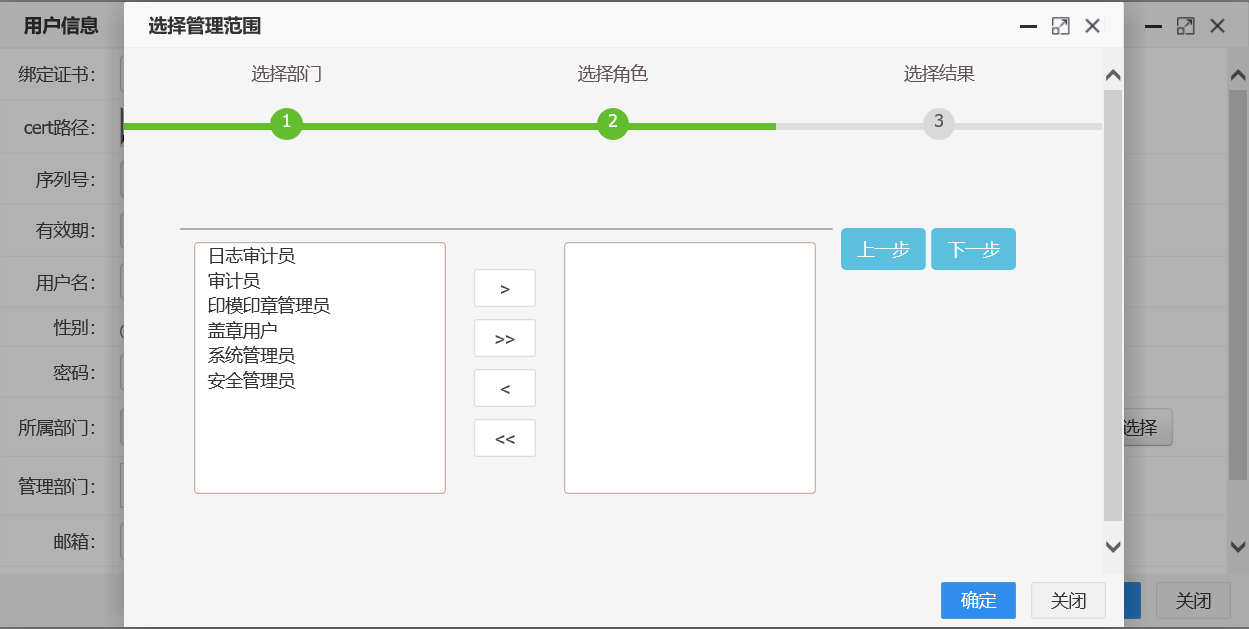 用户信息
选择管理范围
绑定证书：
cert路径：
序列号：
有效期：
用户名：
性别：
密码：
所属部门：
管理部门：
邮箱：
选择部门
选择角色
选择结果
1
2
3
日志审计员
审计员
印模印章管理员
盖章用户
系统管理员
安全管理员
>
>>
<
<<
上一步
下一步
选择
确定
关闭
关闭